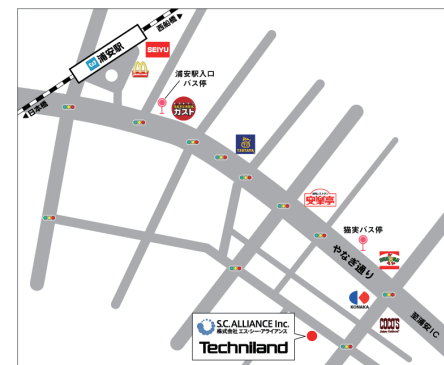 西船橋▶
浦安駅
SEIYU
◀日本橋
浦安駅入口
バス停
ガスト
TSUTAYA
安楽亭
猫実バス停
やなぎ通り
KONAKA
至浦安IC
COCO'S
S.C. ALLIANCE Inc.
株式会社 エス・シー・アライアンス
Techniland